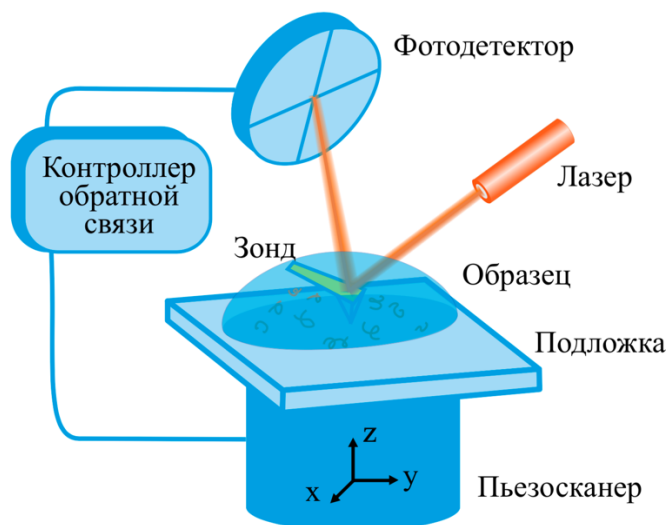 Фотодетектор
Контроллер
обратной
связи
Лазер
Зонд
Образец
Подложка
z
y
x
Пьезосканер